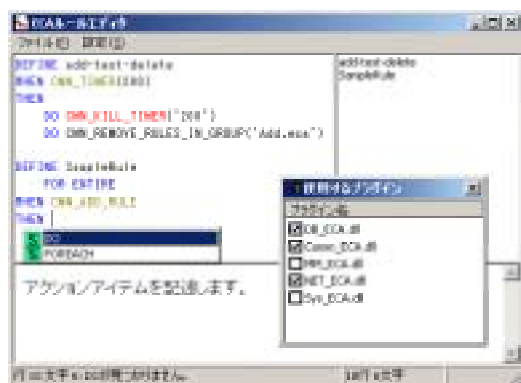 ECAルールエディタ
ファイル(F) 設定(S)
DEFINE add-test-delete
WHEN CMN_TIMER(200)
THEN
DO CMN_KILL_TIMER("200")
DO CMN_REMOVE_RULES_IN_GROUP("Add.eca")
DEFINE SampleRule
FOR ENTIRE
WHEN CMN_ADD_RULE
THEN
DO
FOREACH
add-test-delete
SampleRule
使用するプラグイン
プラグイン名
DB_ECA.dll
Comm_ECA.dll
NET_ECA.dll
Sys_ECA.dll
アクションアイテムを記述します。